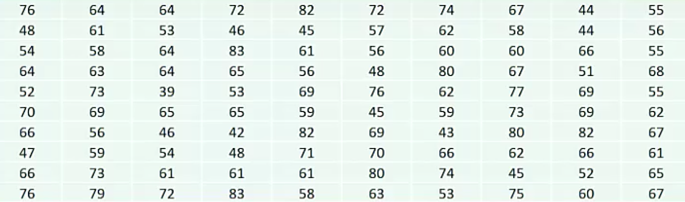 76 64 64 72 82 72 74 67 44 55
48 61 53 46 45 57 62 58 44 56
54 58 64 83 61 56 60 60 66 55
64 63 64 65 56 48 80 67 51 68
52 73 39 53 69 76 62 77 69 55
70 69 65 65 59 45 59 73 69 62
66 56 46 42 82 69 43 80 82 67
47 59 54 48 71 70 66 62 66 61
66 73 61 61 61 80 74 45 52 65
76 79 72 83 58 63 53 75 60 67